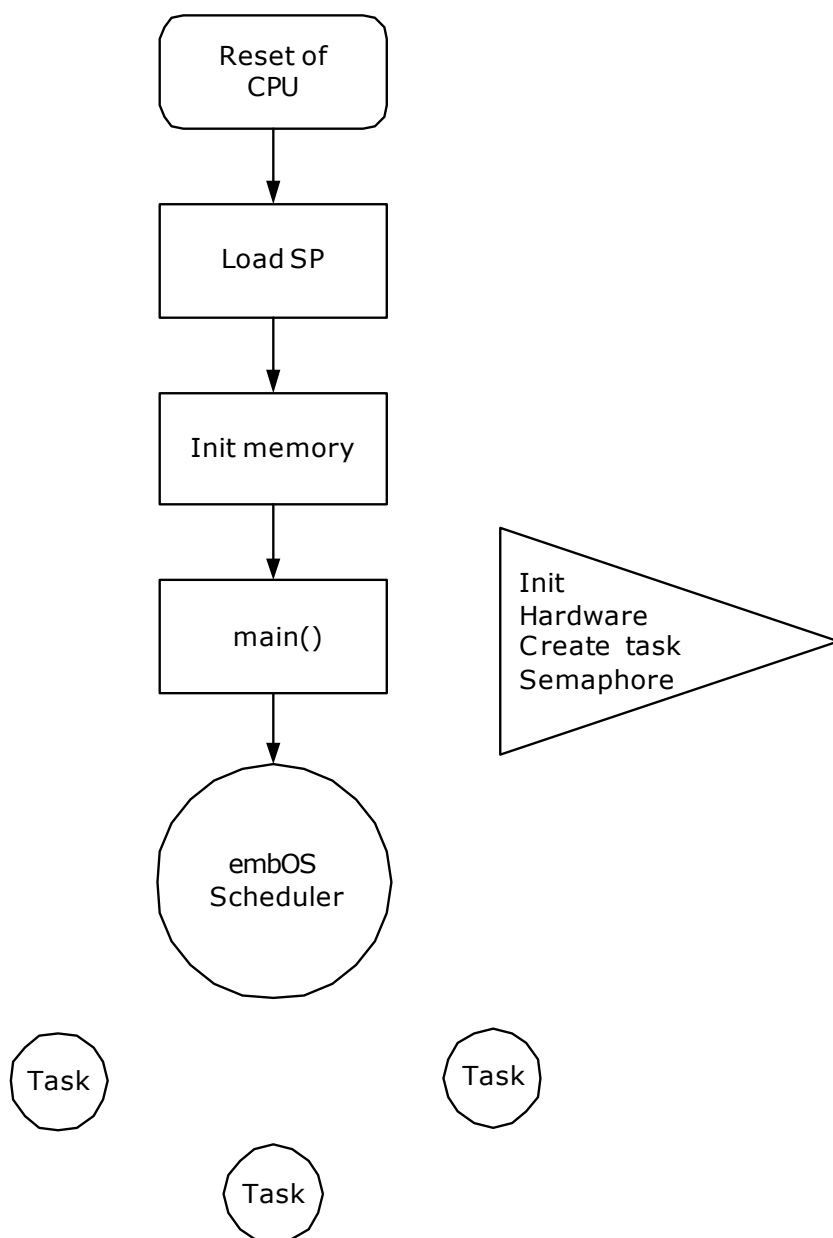 Reset of
CPU
Load SP
Init memory
main()
Init
Hardware
Create task
Semaphore
embOS
Scheduler
Task
Task
Task